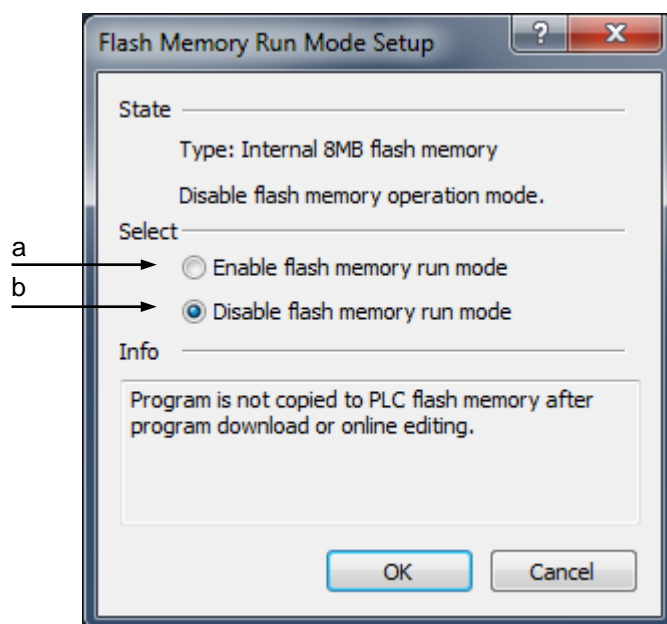 Flash Memory Run Mode Setup
?
State
Type: Internal 8MB flash memory
Disable flash memory operation mode.
Select
a
Enable flash memory run mode
b
Disable flash memory run mode
Info
Program is not copied to PLC flash memory after
program download or online editing.
OK Cancel